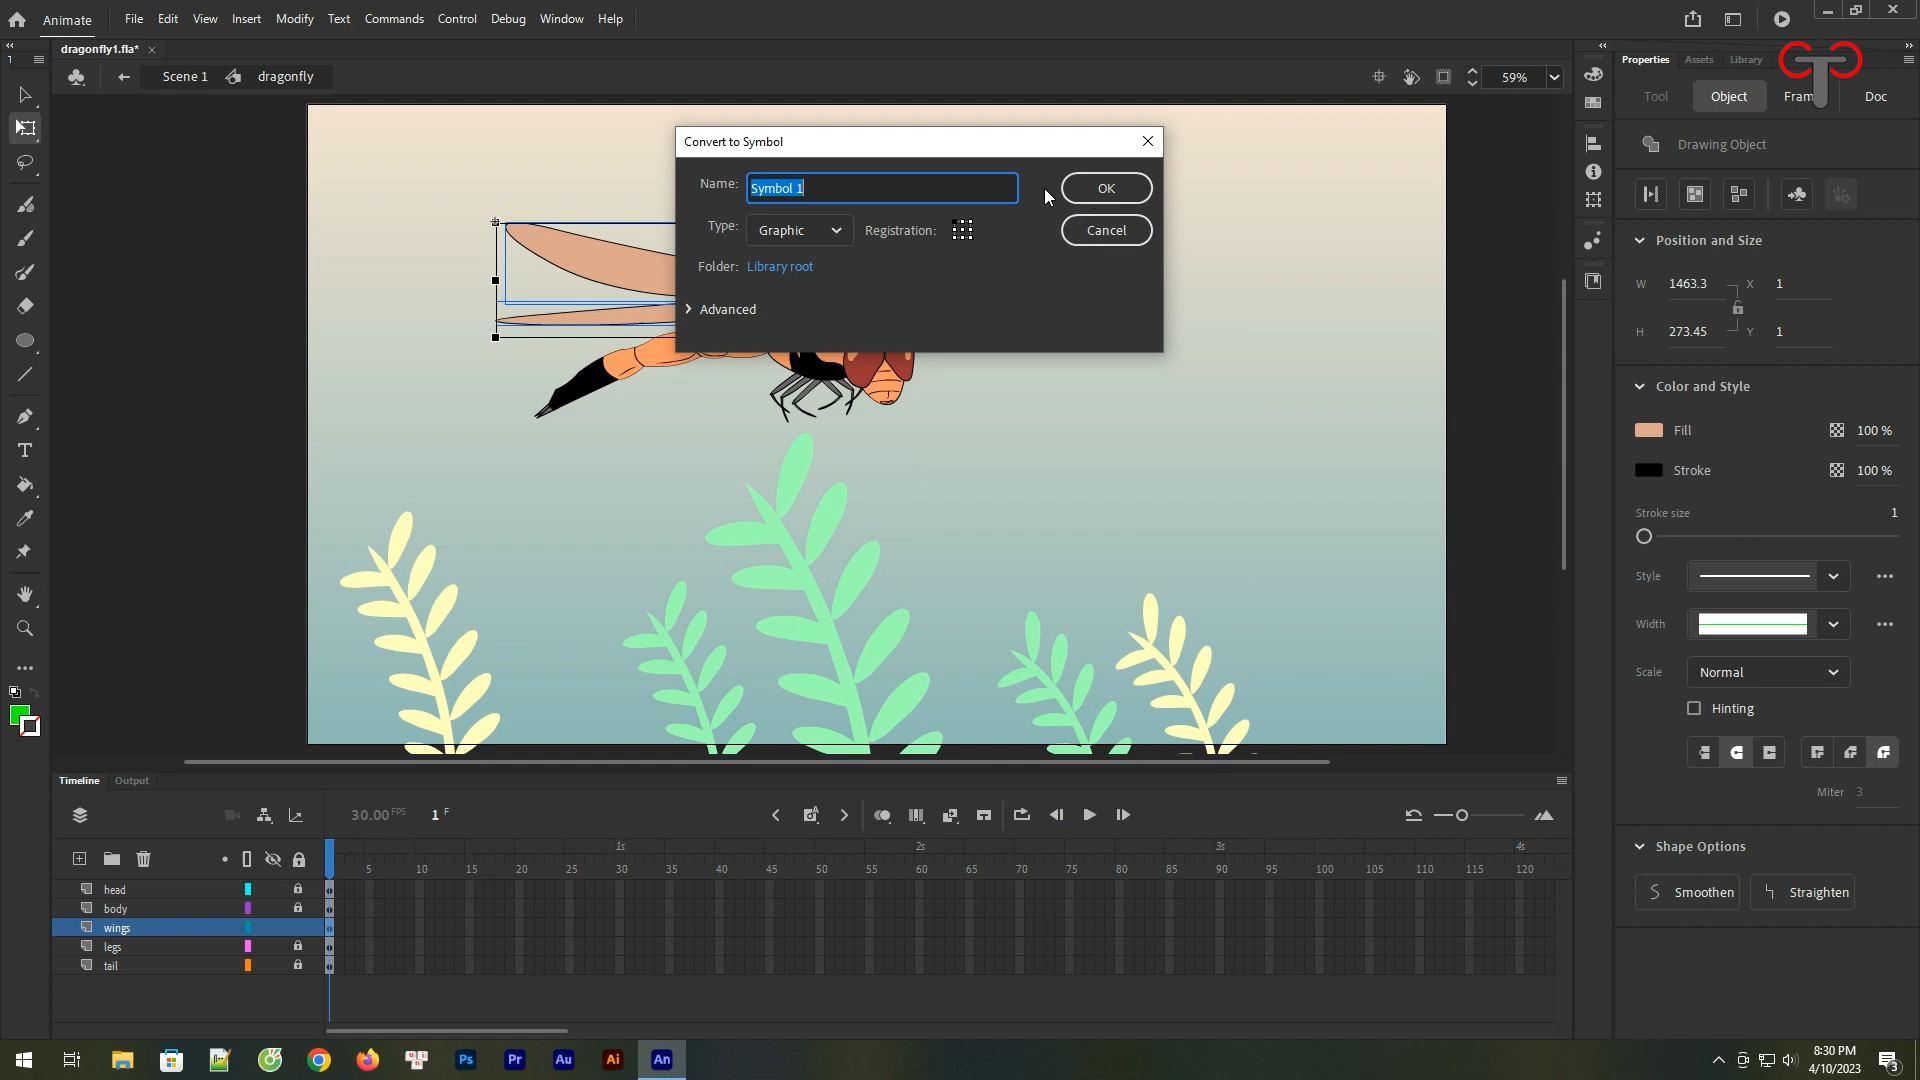 Animate
File Edit View Insert Modify Text Commands Control Debug Window Help
dragonfly1.fla*
Scene 1 dragonfly
59%
Properties Assets Library
Tool Object Fram Doc
Drawing Object
Convert to Symbol
Name: Symbol 1 OK
Type: Graphic Registration: Cancel
Folder: Library root
Advanced
Position and Size
W 1463.3 X 1
H 273.45 Y 1
Color and Style
Fill 100 %
Stroke 100 %
Stroke size 1
Style
Width
Scale Normal
Hinting
Miter 3
Shape Options
Smoothen Straighten
Timeline Output
30.00 FPS 1 F
1s 2s 3s 4s
5 10 15 20 25 30 35 40 45 50 55 60 65 70 75 80 85 90 95 100 105 110 115 120
head
body
wings
legs
tail
Ps Pr Au Ai An
8:30 PM
4/10/2023
3